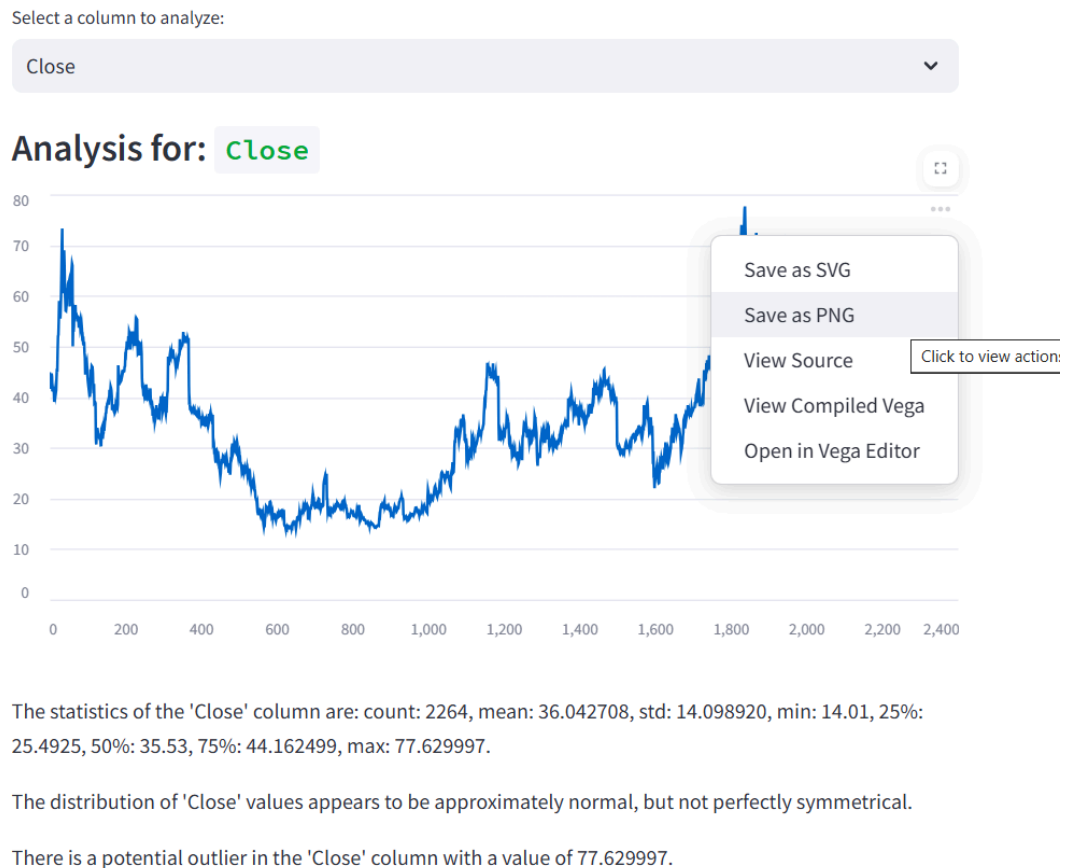 Select a column to analyze:
Close
Analysis for: Close
80
70
60
50
40
30
20
10
0
0 200 400 600 800 1,000 1,200 1,400 1,600 1,800 2,000 2,200 2,400
Save as SVG
Save as PNG
View Source
Click to view action
View Compiled Vega
Open in Vega Editor
The statistics of the 'Close' column are: count: 2264, mean: 36.042708, std: 14.098920, min: 14.01, 25%:
25.4925, 50%: 35.53, 75%: 44.162499, max: 77.629997.
The distribution of 'Close' values appears to be approximately normal, but not perfectly symmetrical.
There is a potential outlier in the 'Close' column with a value of 77.629997.